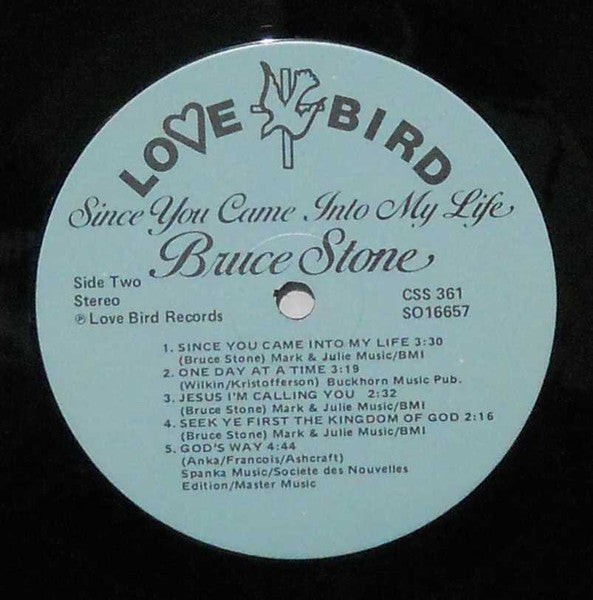 LOVE BIRD
Since You Came Into My Life
Bruce Stone
Side Two
Stereo
℗ Love Bird Records
CSS 361
SO16657
1. SINCE YOU CAME INTO MY LIFE 3:30
(Bruce Stone) Mark & Julie Music/BMI
2. ONE DAY AT A TIME 3:19
(Wilkin/Kristofferson) Buckhorn Music Pub.
3. JESUS I'M CALLING YOU 2:32
(Bruce Stone) Mark & Julie Music/BMI
4. SEEK YE FIRST THE KINGDOM OF GOD 2:16
(Bruce Stone) Mark & Julie Music/BMI
5. GOD'S WAY 4:44
(Anka/Francois/Ashcraft)
Spanka Music/Societe des Nouvelles
Edition/Master Music